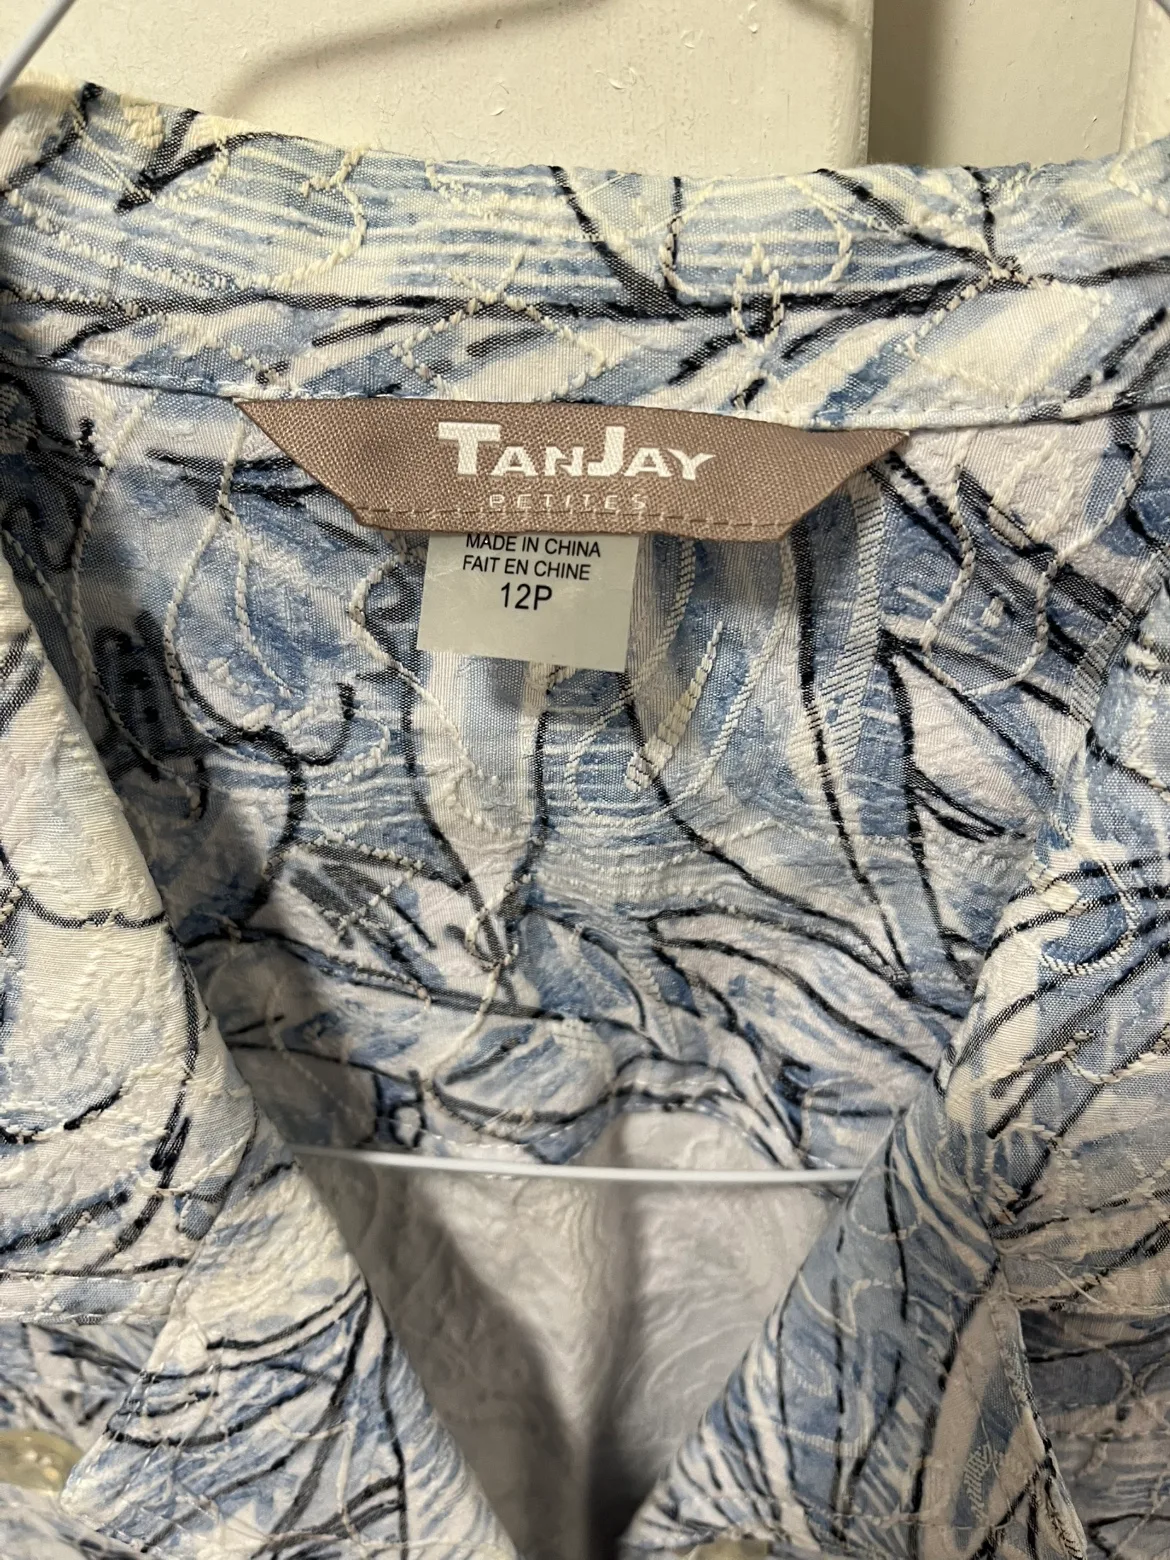 TANJAY
PETITES
MADE IN CHINA
FAIT EN CHINE
12P